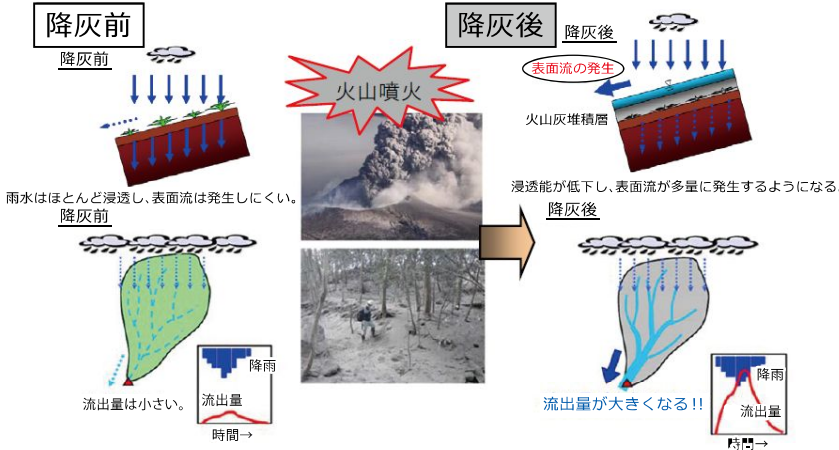 降灰前
降灰前
雨水はほとんど浸透し、表面流は発生しにくい。
降灰前
降雨
流出量
流出量は小さい。
時間→
火山噴火
降灰後
降灰後
表面流の発生
火山灰堆積層
浸透能が低下し、表面流が多量に発生するようになる。
降灰後
降雨
流出量
流出量が大きくなる!!
時間→